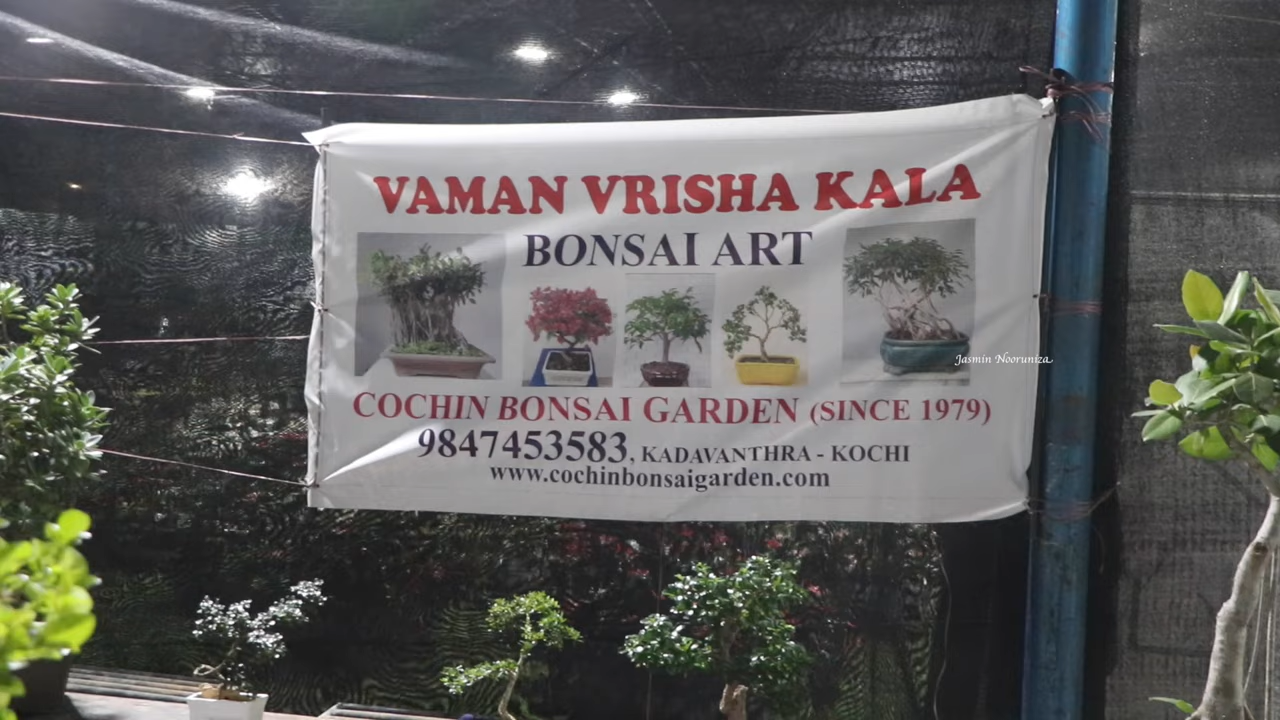 VAMAN VRISHA KALA
BONSAI ART
Jasmin Nooruniza
COCHIN BONSAI GARDEN (SINCE 1979)
9847453583, KADAVANTHRA - KOCHI
www.cochinbonsaigarden.com